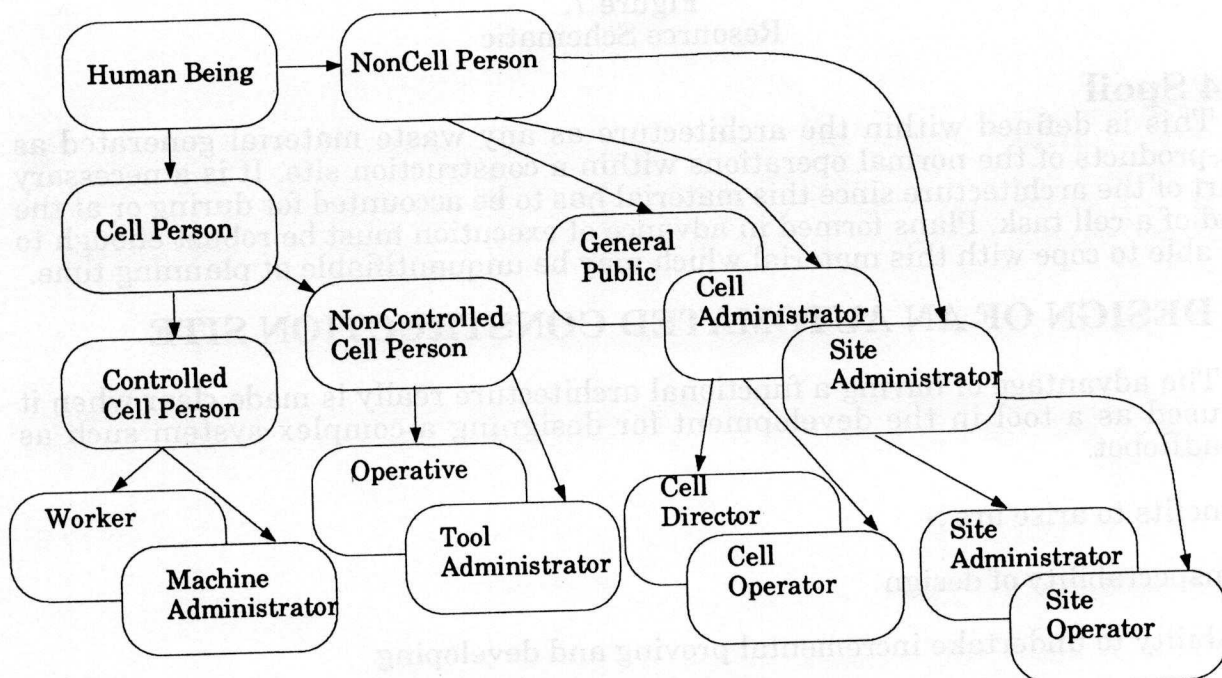 Human Being
NonCell Person
Cell Person
General
Public
Cell
Administrator
NonControlled
Cell Person
Site
Administrator
Controlled
Cell Person
Operative
Cell
Director
Worker
Tool
Administrator
Cell
Operator
Site
Administrator
Machine
Administrator
Site
Operator